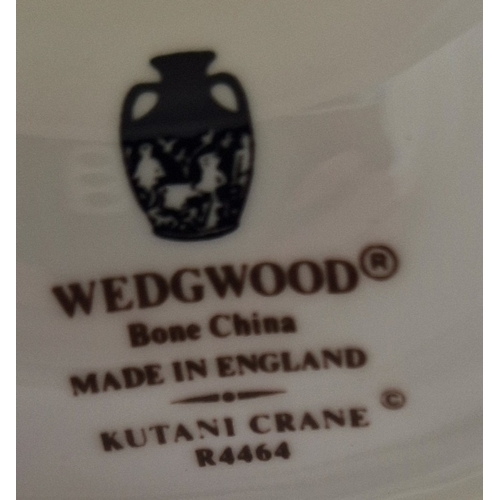 WEDGWOOD®
Bone China
MADE IN ENGLAND
KUTANI CRANE ©
R4464